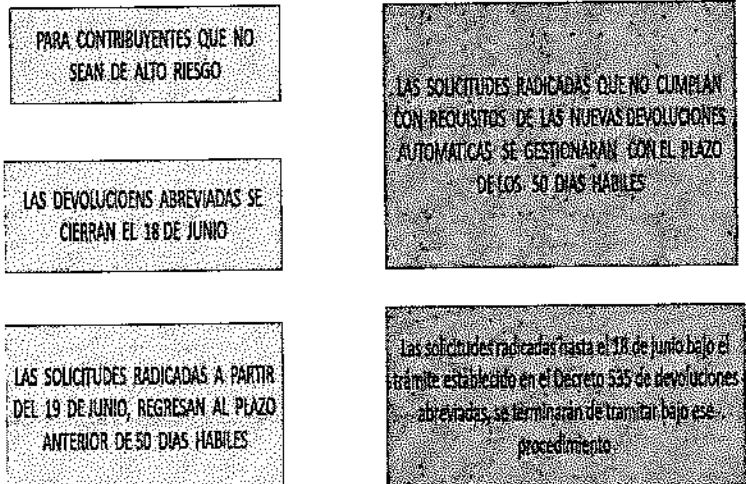 PARA CONTRIBUYENTES QUE NO
SEAN DE ALTO RIESGO
LAS DEVOLUCIOENS ABREVIADAS SE
CIERRAN EL 18 DE JUNIO
LAS SOLICITUDES RADICADAS A PARTIR
DEL 19 DE JUNIO, REGRESAN AL PLAZO
ANTERIOR DE 50 DIAS HABILES
LAS SOLICITUDES RADICADAS QUE NO CUMPLAN
CON REQUISITOS DE LAS NUEVAS DEVOLUCIONES
AUTOMATICAS SE GESTIONARAN CON EL PLAZO
DE LOS 50 DIAS HABILES
Las solicitudes radicadas hasta el 18 de junio bajo el
trámite establecido en el Decreto 535 de devoluciones
abreviadas, se terminarán de tramitar bajo ese
procedimiento